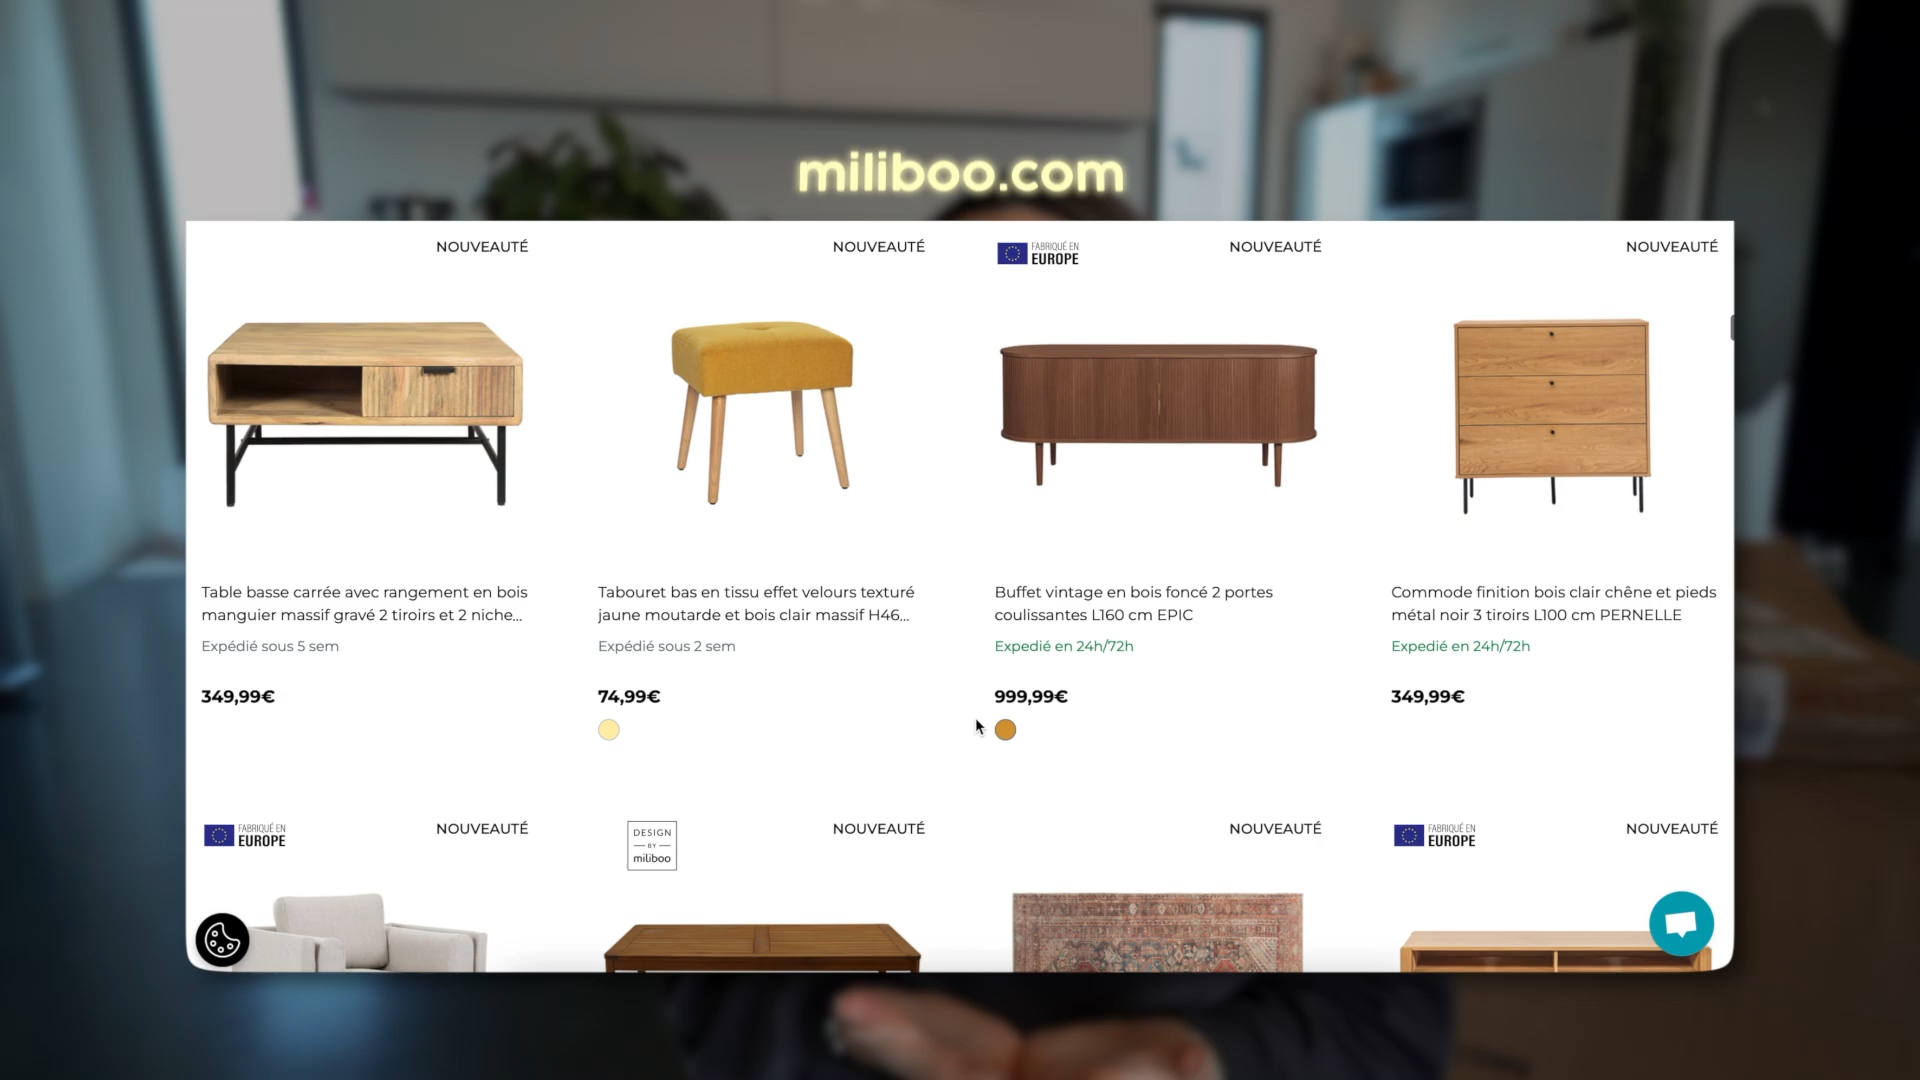 miliboo.com
NOUVEAUTÉ
NOUVEAUTÉ
FABRIQUÉ EN
EUROPE
NOUVEAUTÉ
NOUVEAUTÉ
Table basse carrée avec rangement en bois
manguier massif gravé 2 tiroirs et 2 niche...
Expédié sous 5 sem
349,99€
Tabouret bas en tissu effet velours texturé
jaune moutarde et bois clair massif H46...
Expédié sous 2 sem
74,99€
Buffet vintage en bois foncé 2 portes
coulissantes L160 cm EPIC
Expedié en 24h/72h
999,99€
Commode finition bois clair chêne et pieds
métal noir 3 tiroirs L100 cm PERNELLE
Expedié en 24h/72h
349,99€
FABRIQUÉ EN
EUROPE
NOUVEAUTÉ
DESIGN
BY
miliboo
NOUVEAUTÉ
NOUVEAUTÉ
FABRIQUÉ EN
EUROPE
NOUVEAUTÉ